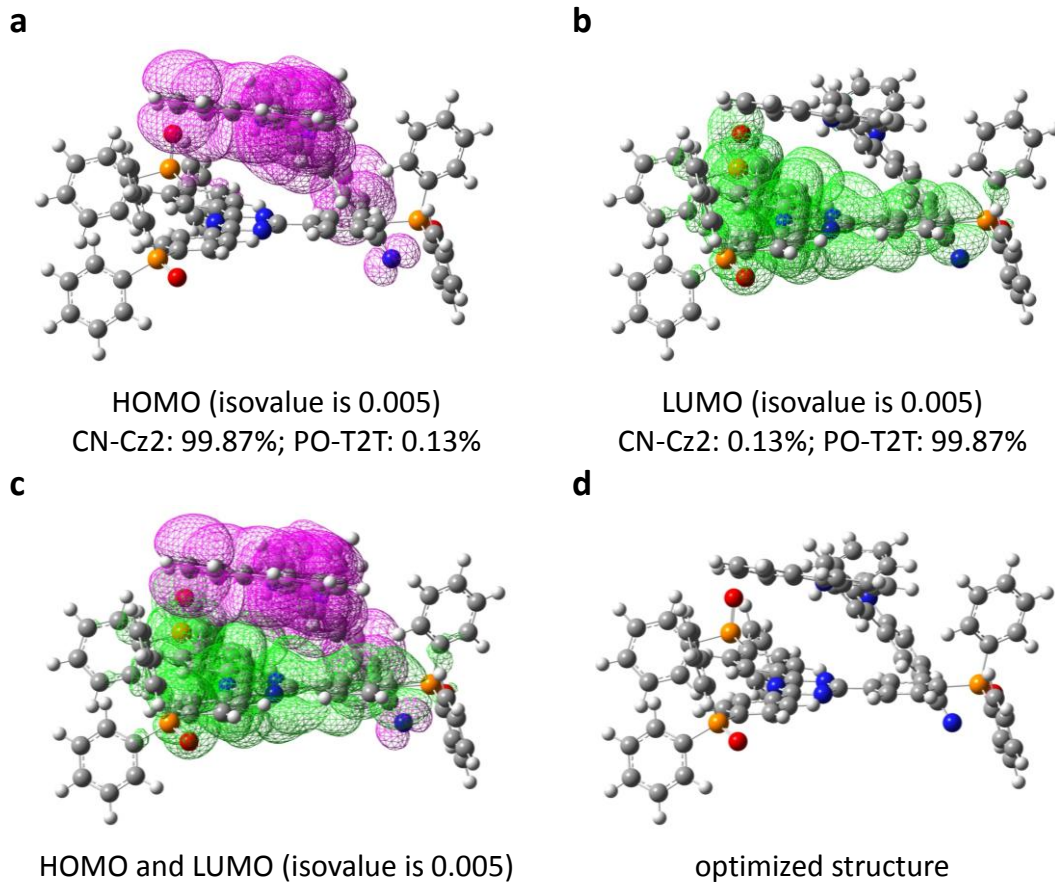 a
b
HOMO (isovalue is 0.005)
CN-Cz2: 99.87%; PO-T2T: 0.13%
LUMO (isovalue is 0.005)
CN-Cz2: 0.13%; PO-T2T: 99.87%
c
d
HOMO and LUMO (isovalue is 0.005)
optimized structure